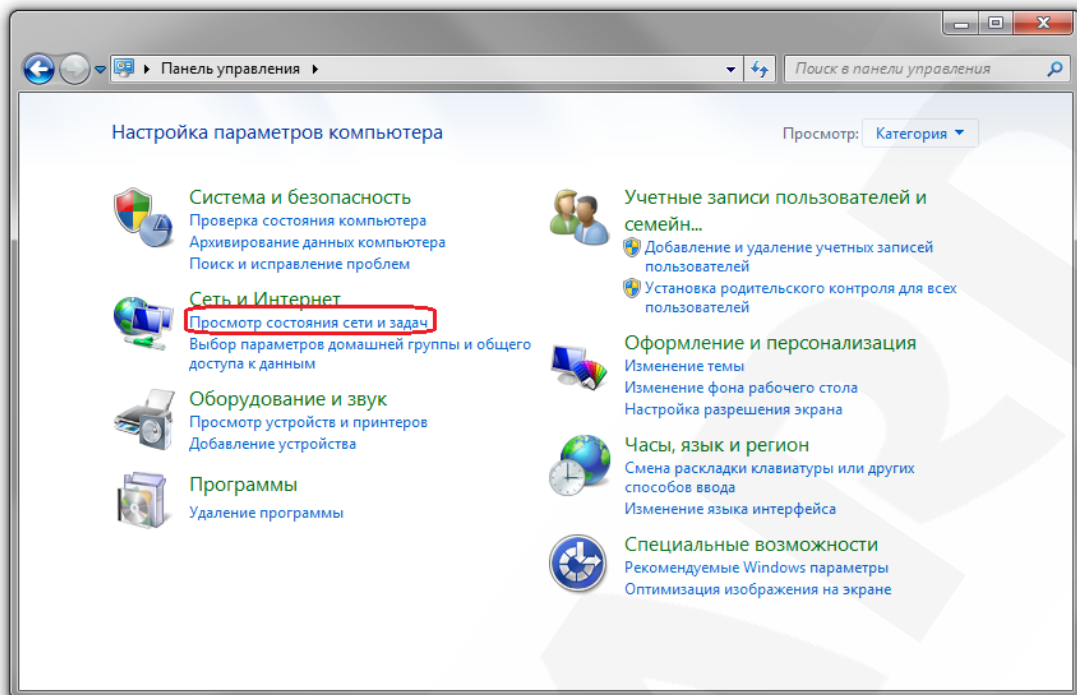 Панель управления
Поиск в панели управления
Настройка параметров компьютера
Просмотр: Категория
Система и безопасность
Проверка состояния компьютера
Архивирование данных компьютера
Поиск и исправление проблем
Сеть и Интернет
Просмотр состояния сети и задач
Выбор параметров домашней группы и общего
доступа к данным
Оборудование и звук
Просмотр устройств и принтеров
Добавление устройства
Программы
Удаление программы
Учетные записи пользователей и
семейн...
Добавление и удаление учетных записей
пользователей
Установка родительского контроля для всех
пользователей
Оформление и персонализация
Изменение темы
Изменение фона рабочего стола
Настройка разрешения экрана
Часы, язык и регион
Смена раскладки клавиатуры или других
способов ввода
Изменение языка интерфейса
Специальные возможности
Рекомендуемые Windows параметры
Оптимизация изображения на экране